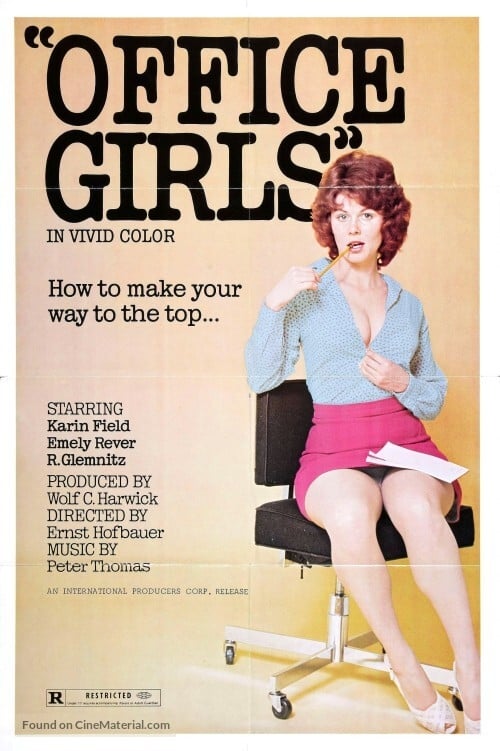 "OFFICE
GIRLS"
IN VIVID COLOR
How to make your
way to the top...
STARRING
Karin Field
Emely Rever
R.Glemnitz
PRODUCED BY
Wolf C. Harwick
DIRECTED BY
Ernst Hofbauer
MUSIC BY
Peter Thomas
AN INTERNATIONAL PRODUCERS CORP. RELEASE
R RESTRICTED
Found on CineMaterial.com